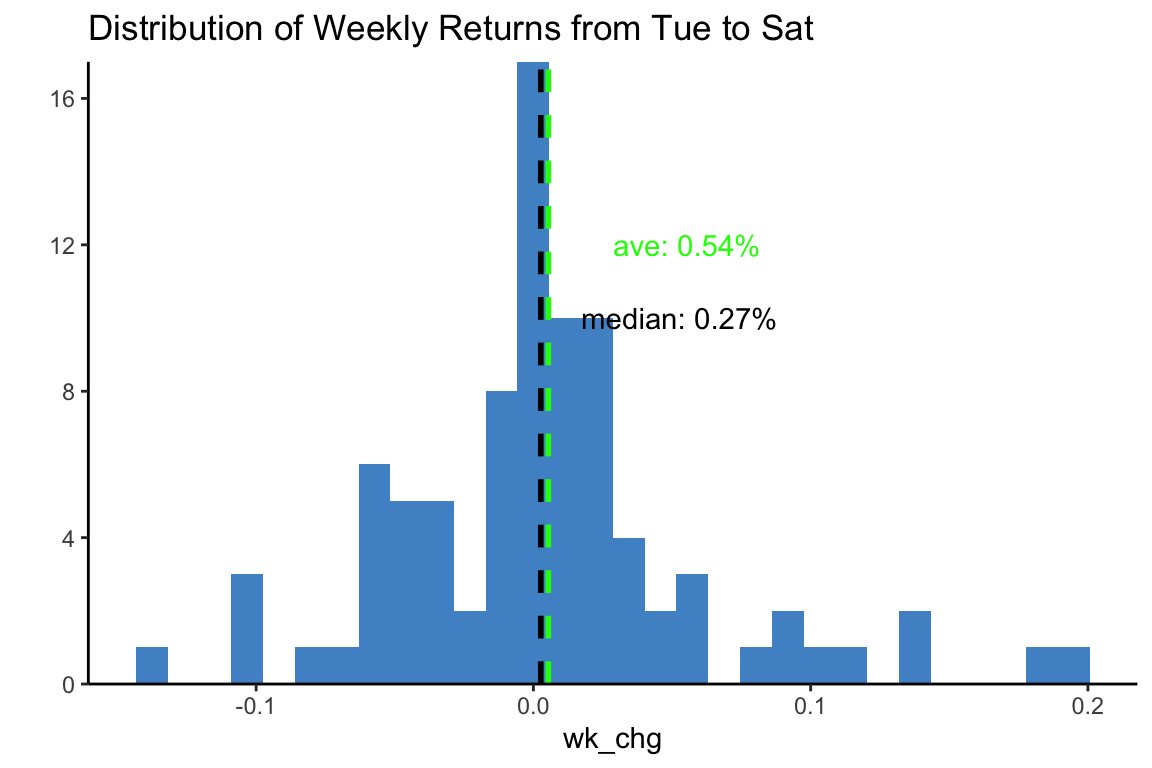 Distribution of Weekly Returns from Tue to Sat
16
12
8
4
0
ave: 0.54%
median: 0.27%
-0.1
0.0
0.1
0.2
wk_chg